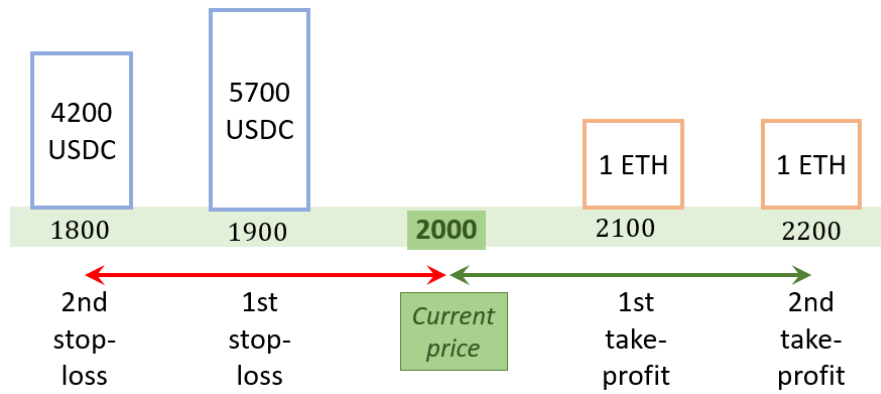 4200
USDC
5700
USDC
1 ETH
1 ETH
1800
1900
2000
2100
2200
2nd
stop-
loss
1st
stop-
loss
Current
price
1st
take-
profit
2nd
take-
profit